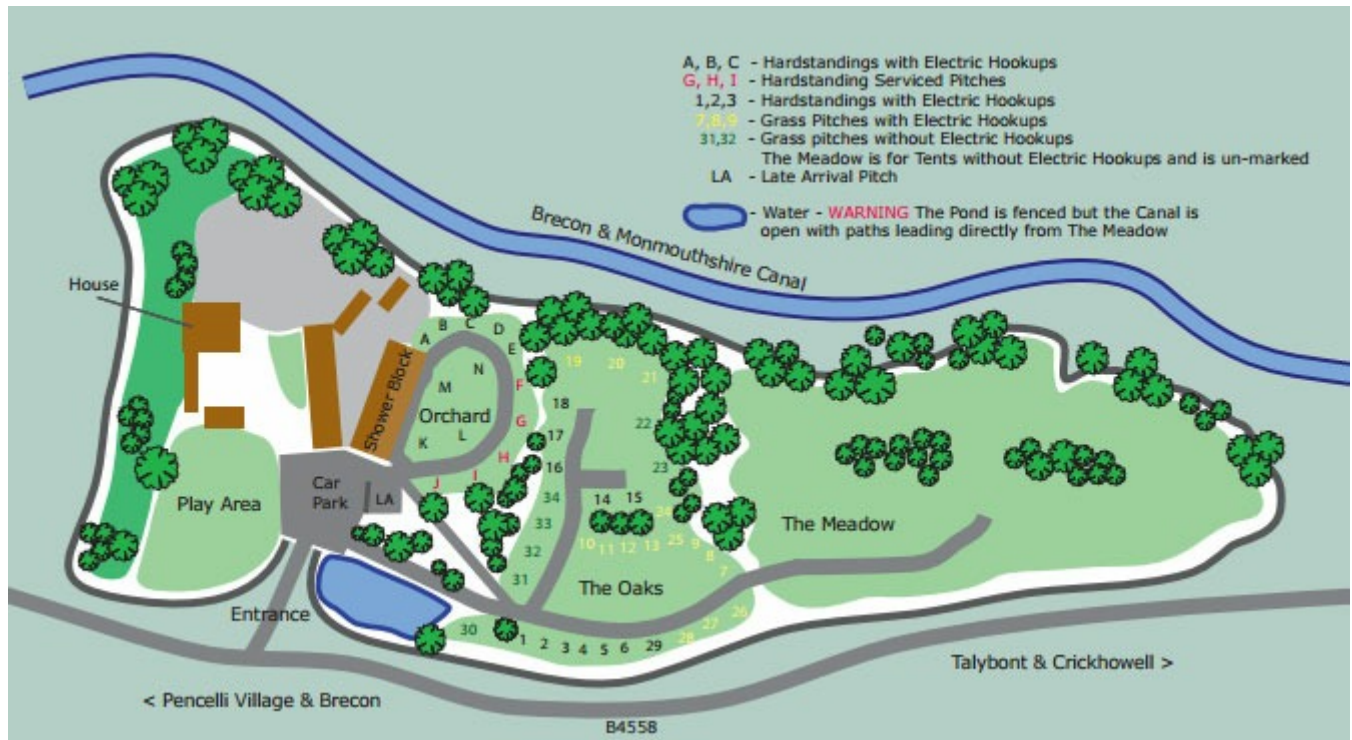 A, B, C - Hardstandings with Electric Hookups
G, H, I - Hardstanding Serviced Pitches
1,2,3 - Hardstandings with Electric Hookups
7,8,9 - Grass Pitches with Electric Hookups
31,32 - Grass pitches without Electric Hookups
The Meadow is for Tents without Electric Hookups and is un-marked
LA - Late Arrival Pitch
- Water - WARNING The Pond is fenced but the Canal is
open with paths leading directly from The Meadow
Brecon & Monmouthshire Canal
House
Shower Block
Orchard
A
B
C
D
E
F
G
H
I
J
K
L
M
N
Play Area
Car
Park
LA
Entrance
The Oaks
The Meadow
19
20
21
18
22
17
16
23
34
14
15
24
33
10
11
12
13
25
9
8
7
32
31
30
1
2
3
4
5
6
29
28
27
26
Talybont & Crickhowell >
< Pencelli Village & Brecon
B4558